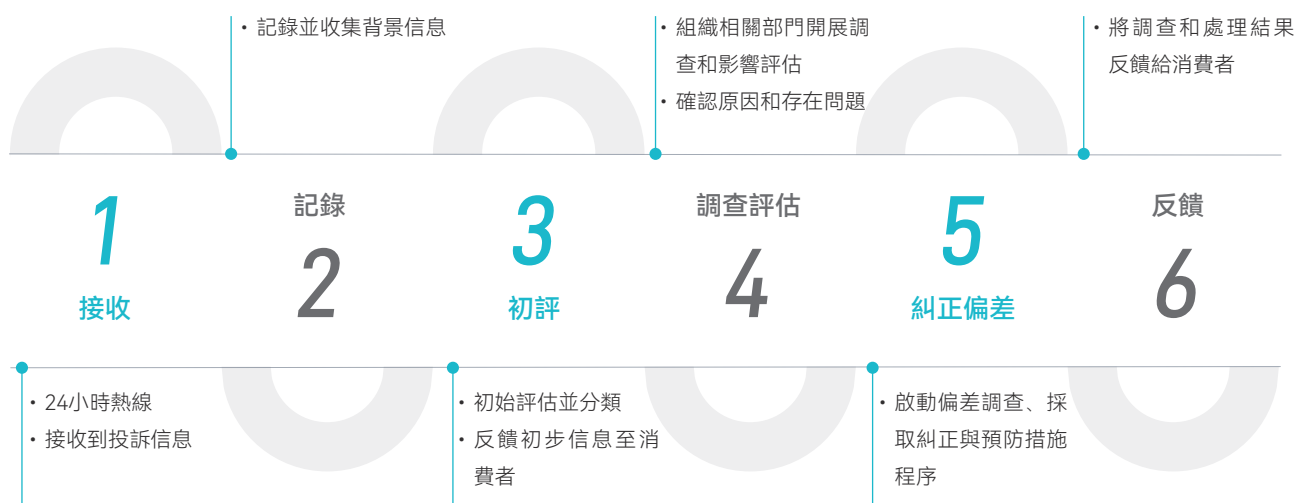 • 記錄並收集背景信息
• 組織相關部門開展調
查和影響評估
• 確認原因和存在問題
• 將調查和處理結果
反饋給消費者
1
接收
記錄
2
3
初評
調查評估
4
5
糾正偏差
反饋
6
• 24小時熱線
• 接收到投訴信息
• 初始評估並分類
• 反饋初步信息至消
費者
• 啟動偏差調查、採
取糾正與預防措施
程序